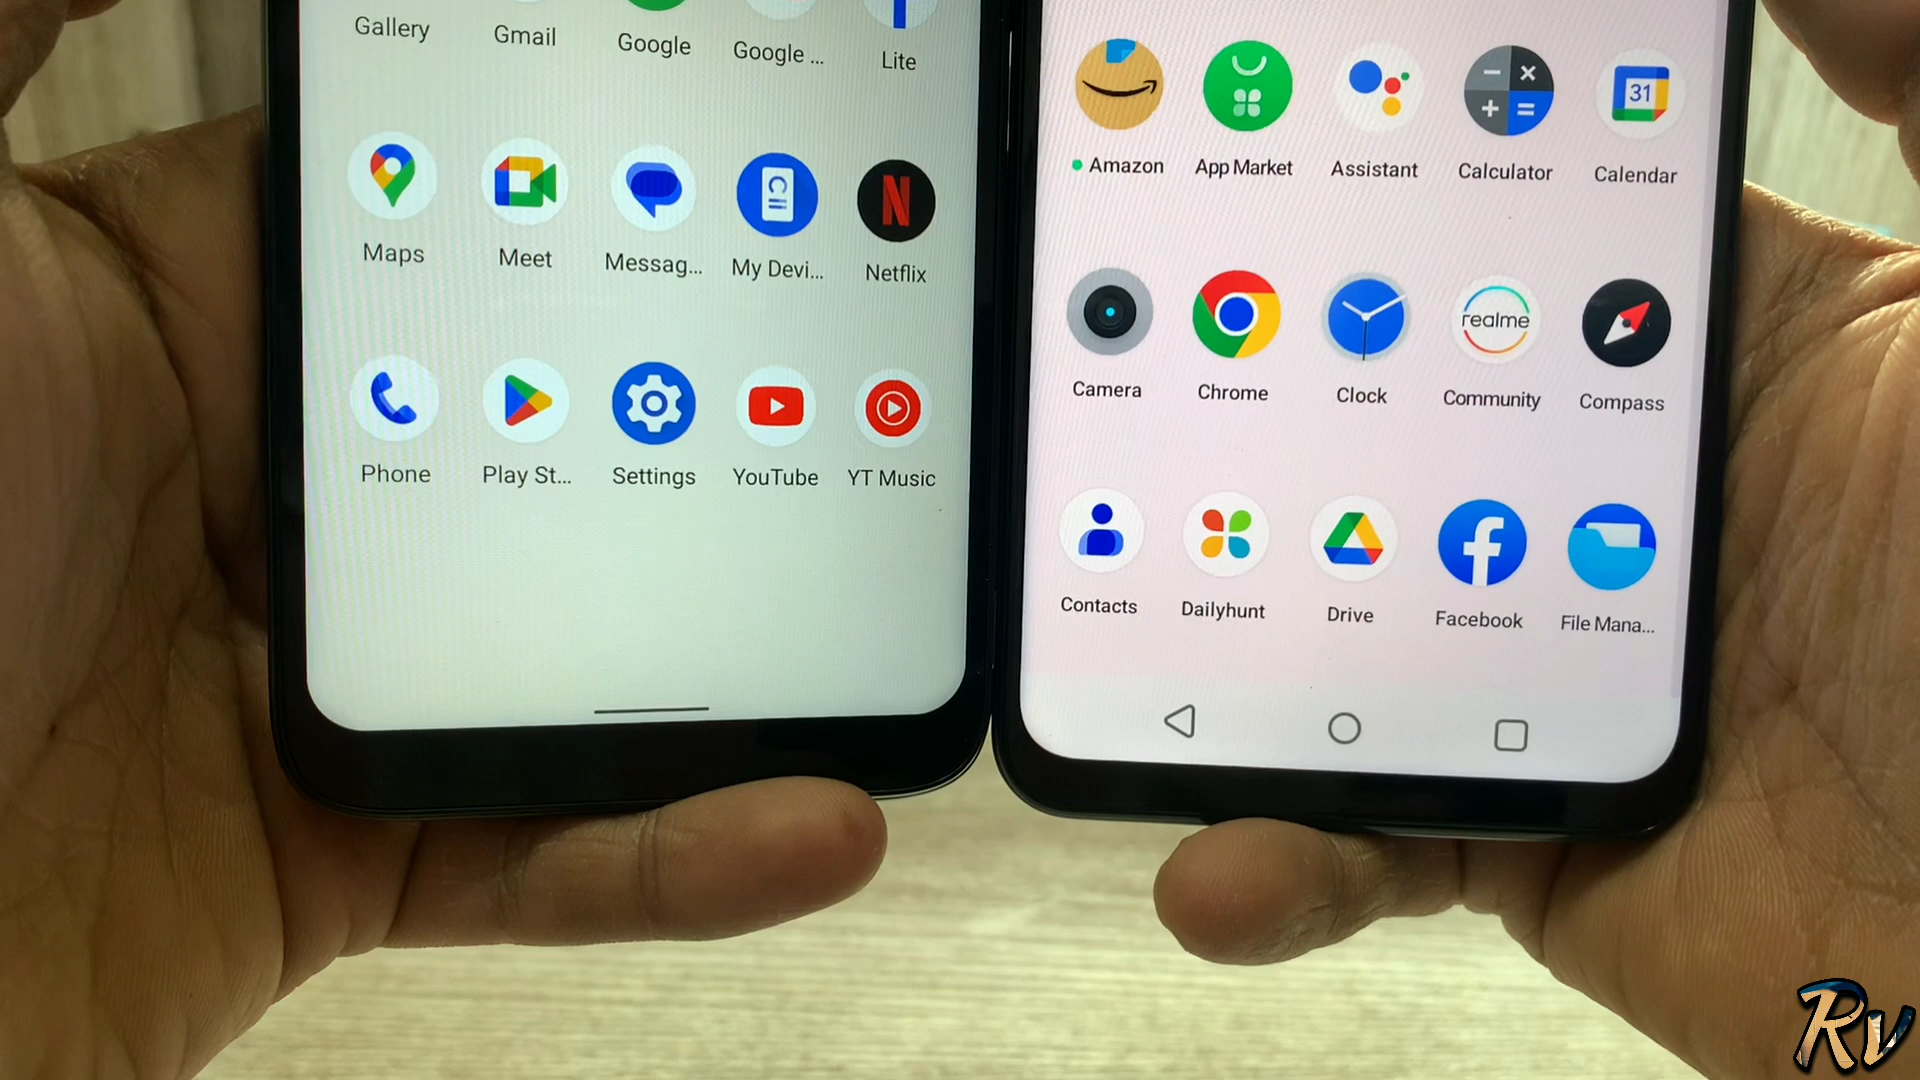 Gallery Gmail Google Google ... Lite
Maps Meet Messag... My Devi... Netflix
Phone Play St... Settings YouTube YT Music
Amazon App Market Assistant Calculator Calendar
31
realme
Camera Chrome Clock Community Compass
Contacts Dailyhunt Drive Facebook File Mana...
Rv